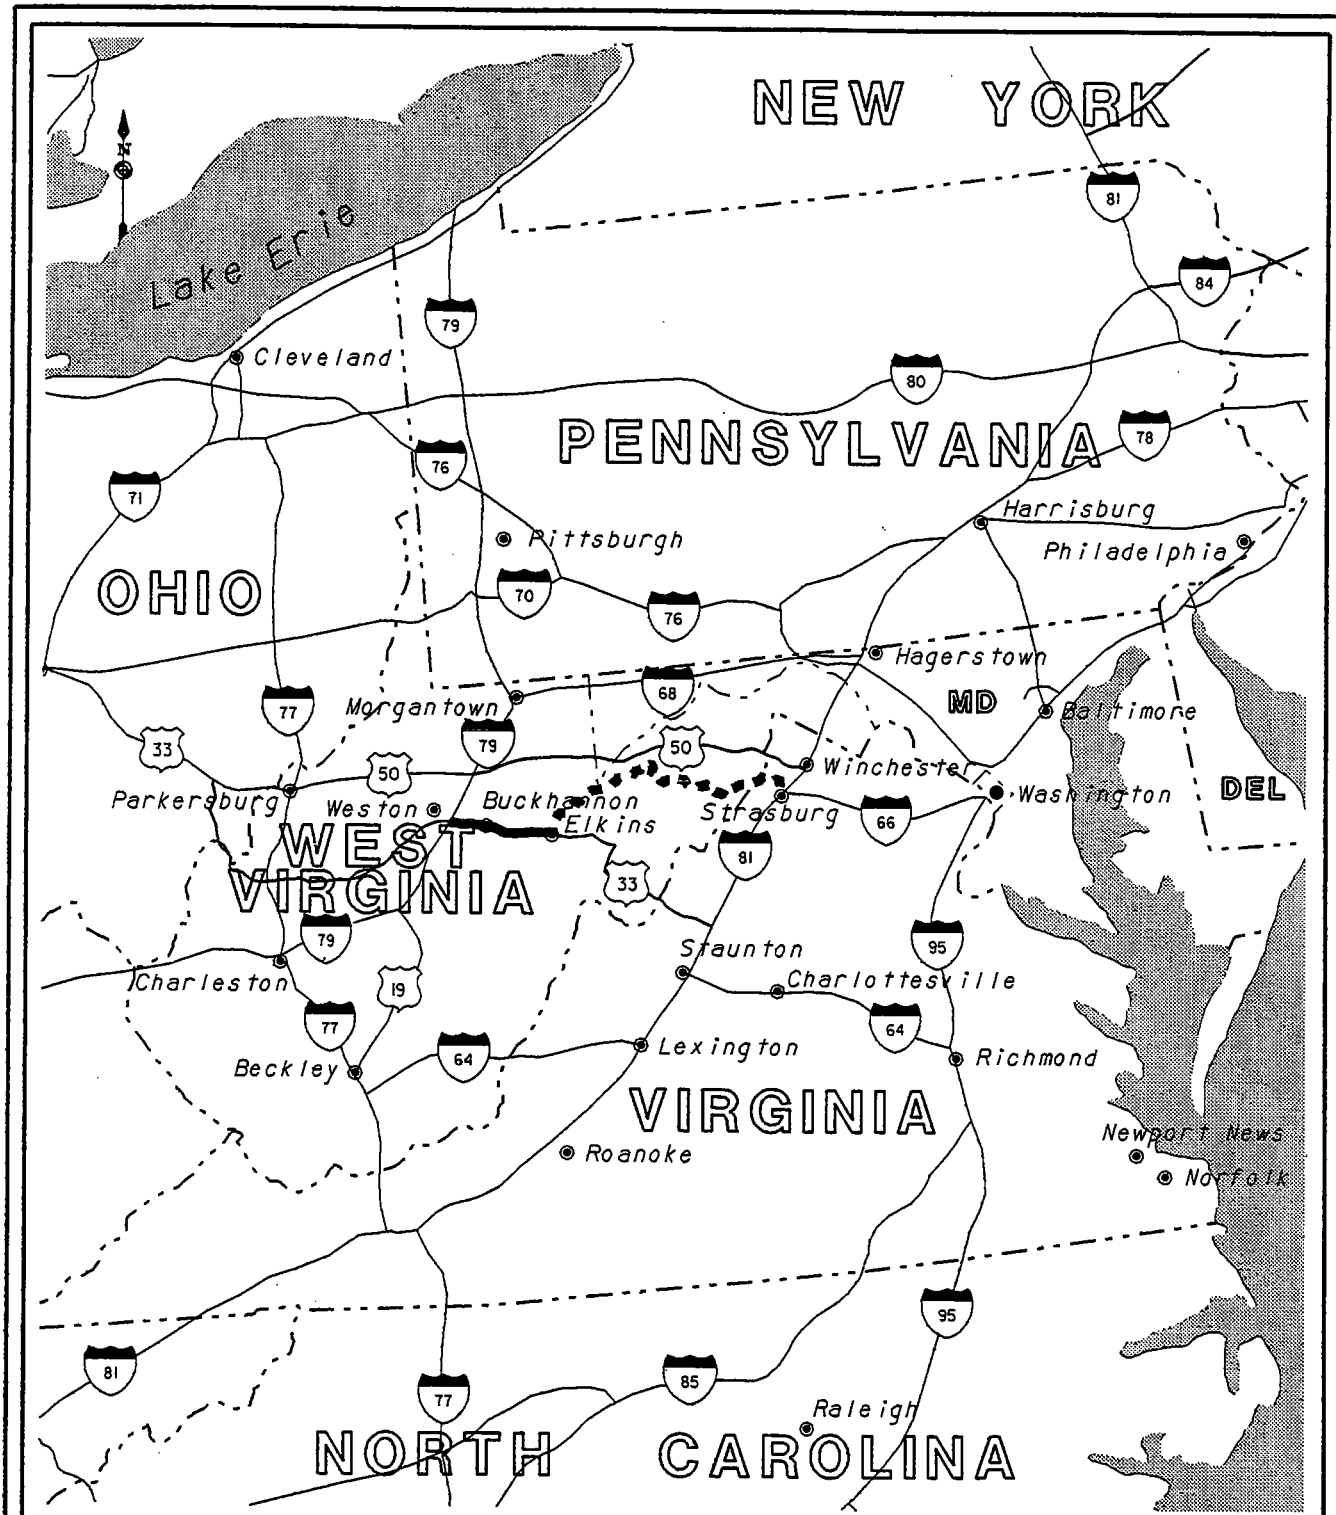 NEW YORK
N
81
Lake Erie
84
79
Cleveland
80
PENNSYLVANIA
78
76
71
Harrisburg
Pittsburgh
Philadelphia
OHIO
70
76
Hagerstown
68
MD
Morgantown
77
Baltimore
79
33
50
50
Winchester
Parkersburg
Weston
Buckhannon
Strasburg
Washington
DEL
66
Elkins
WEST
VIRGINIA
81
33
79
95
Staunton
Charleston
Charlottesville
19
77
64
64
Beckley
Lexington
Richmond
VIRGINIA
Newport News
Roanoke
Norfolk
95
81
77
85
Raleigh
NORTH CAROLINA